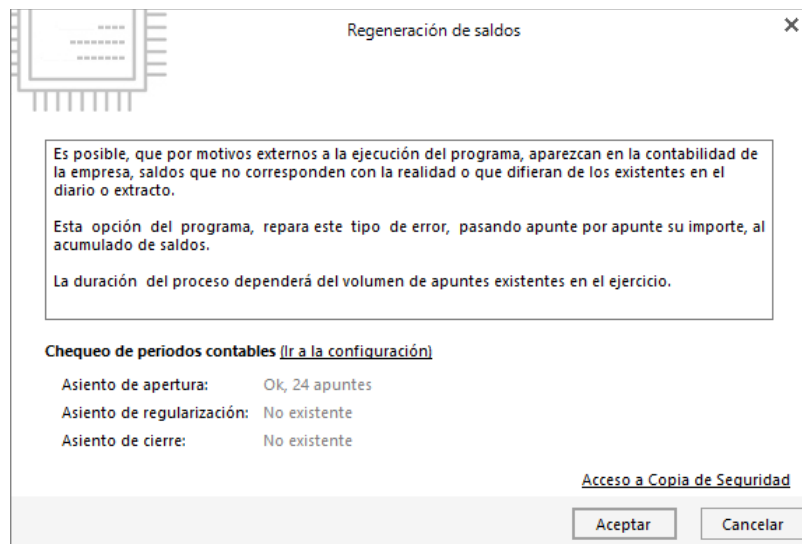 Regeneración de saldos
Es posible, que por motivos externos a la ejecución del programa, aparezcan en la contabilidad de
la empresa, saldos que no corresponden con la realidad o que difieran de los existentes en el
diario o extracto.
Esta opción del programa, repara este tipo de error, pasando apunte por apunte su importe, al
acumulado de saldos.
La duración del proceso dependerá del volumen de apuntes existentes en el ejercicio.
Chequeo de periodos contables (Ir a la configuración)
Asiento de apertura: Ok, 24 apuntes
Asiento de regularización: No existente
Asiento de cierre: No existente
Acceso a Copia de Seguridad
Aceptar Cancelar